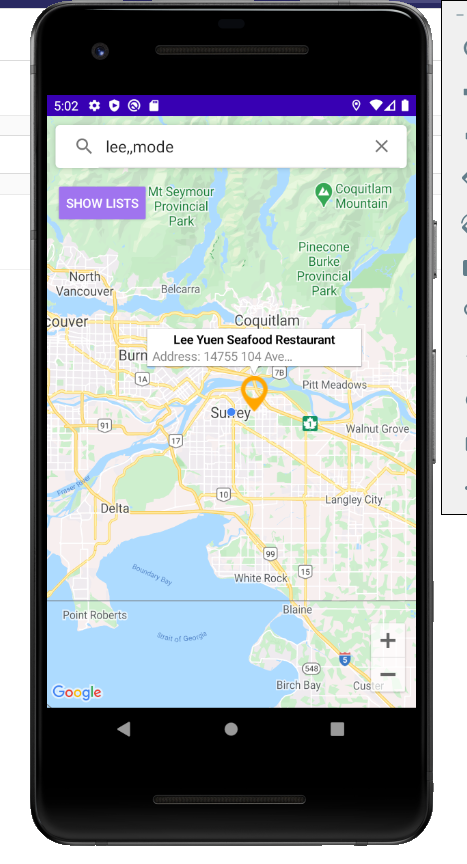 5:02
lee,,mode
SHOW LISTS
Mt Seymour
Provincial
Park
Coquitlam
Mountain
Pinecone
Burke
Provincial
Park
North
Vancouver
Belcarra
couver
Coquitlam
Burn
Lee Yuen Seafood Restaurant
Address: 14755 104 Ave...
7B
1A
Pitt Meadows
Surrey
1
91
17
Walnut Grove
Fraser River
10
Langley City
Delta
99
15
Boundary Bay
White Rock
Blaine
Point Roberts
Strait of Georgia
5
548
Birch Bay
Custer
+
−
Google